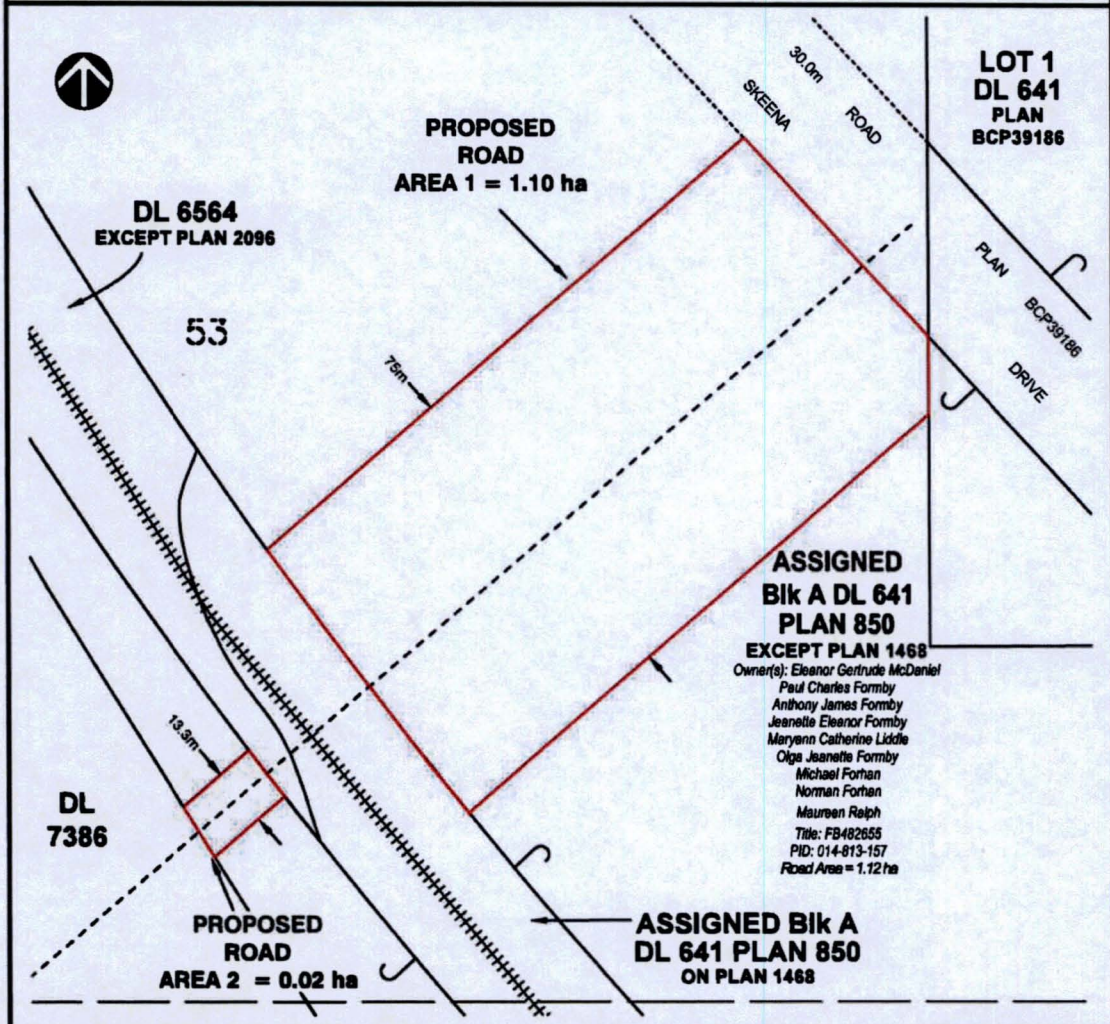 LOT 1
DL 641
PLAN
BCP39186
30.0m
SKEENA
ROAD
PROPOSED
ROAD
AREA 1 = 1.10 ha
DL 6564
EXCEPT PLAN 2096
53
PLAN
BCP39186
DRIVE
75m
ASSIGNED
Blk A DL 641
PLAN 850
EXCEPT PLAN 1468
Owner(s): Eleanor Gertrude McDaniel
Paul Charles Formby
Anthony James Formby
Jeanette Eleanor Formby
Maryann Catherine Liddle
Olga Jeanette Formby
Michael Forhan
Norman Forhan
Maureen Ralph
Title: FB482655
PID: 014-813-157
Road Area = 1.12 ha
13.3m
DL
7386
PROPOSED
ROAD
AREA 2 = 0.02 ha
ASSIGNED Blk A
DL 641 PLAN 850
ON PLAN 1468